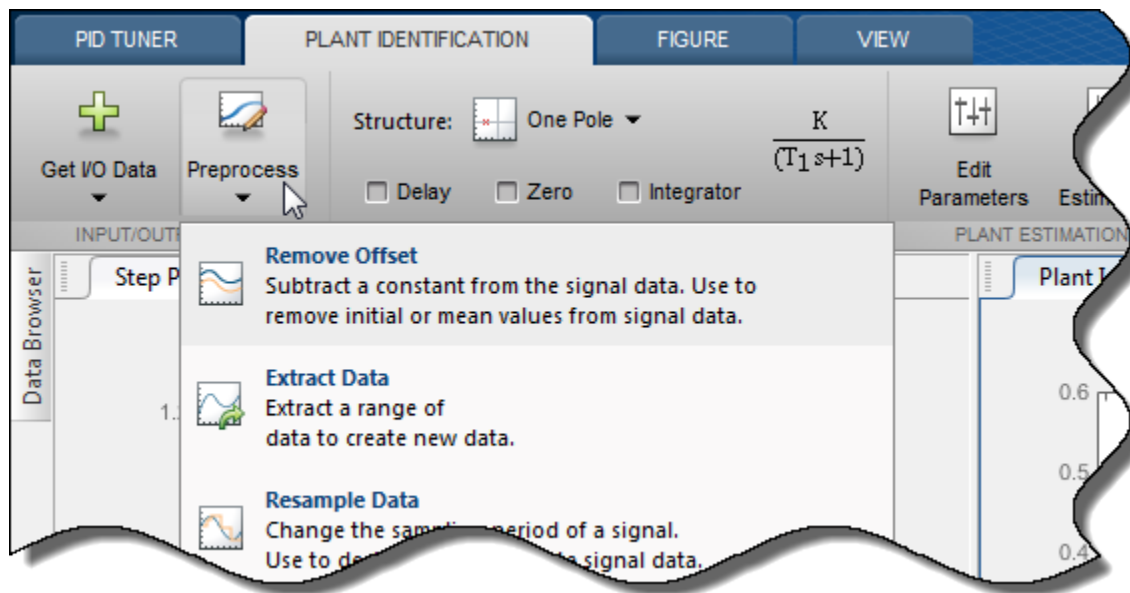 PID TUNER PLANT IDENTIFICATION FIGURE VIEW
Structure: One Pole K
(T1s+1)
Get I/O Data Preprocess Edit
Parameters
Delay Zero Integrator
PLANT ESTIMATION
Data Browser
Step
Remove Offset
Subtract a constant from the signal data. Use to
remove initial or mean values from signal data.
Plant
Extract Data
Extract a range of
data to create new data.
0.6
0.5
Resample Data
Change the sampling period of a signal.
Use to signal data.
0.4